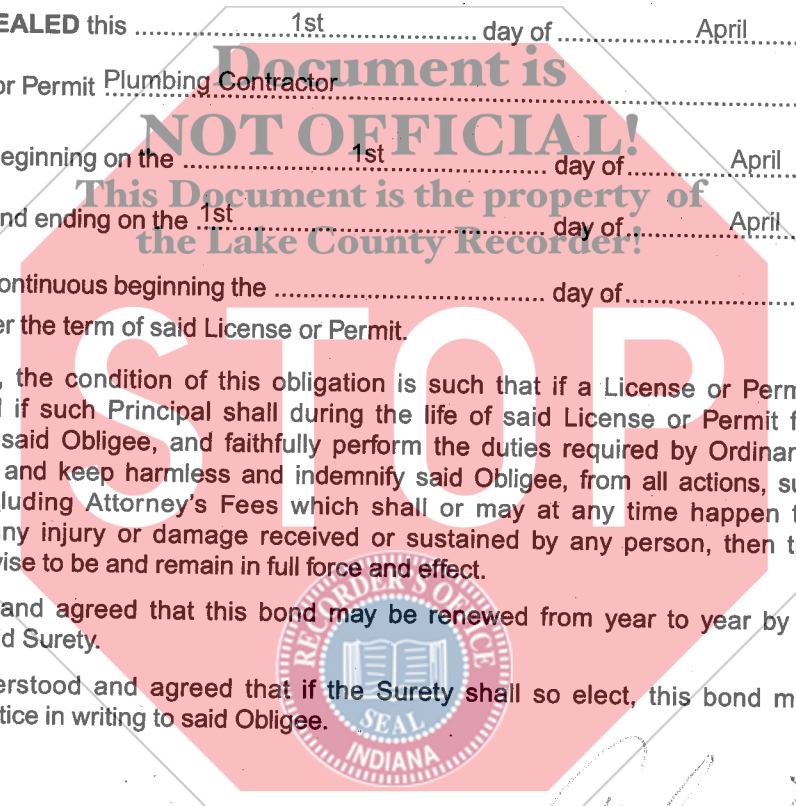 EALED this ........ 1st ........ day of ........ April ........
Document is
or Permit Plumbing Contractor ........
NOT OFFICIAL!
eginning on the ........ 1st ........ day of ........ April ........
This Document is the property of
nd ending on the 1st ........ day of ........ April ........
the Lake County Recorder!
ontinuous beginning the ........ day of ........
er the term of said License or Permit.
STOP
, the condition of this obligation is such that if a License or Perm
if such Principal shall during the life of said License or Permit f
said Obligee, and faithfully perform the duties required by Ordinan
and keep harmless and indemnify said Obligee, from all actions, su
luding Attorney's Fees which shall or may at any time happen t
ny injury or damage received or sustained by any person, then t
ise to be and remain in full force and effect.
and agreed that this bond may be renewed from year to year by
d Surety.
erstood and agreed that if the Surety shall so elect, this bond m
tice in writing to said Obligee.
RECORDER'S OFFICE
SEAL
INDIANA